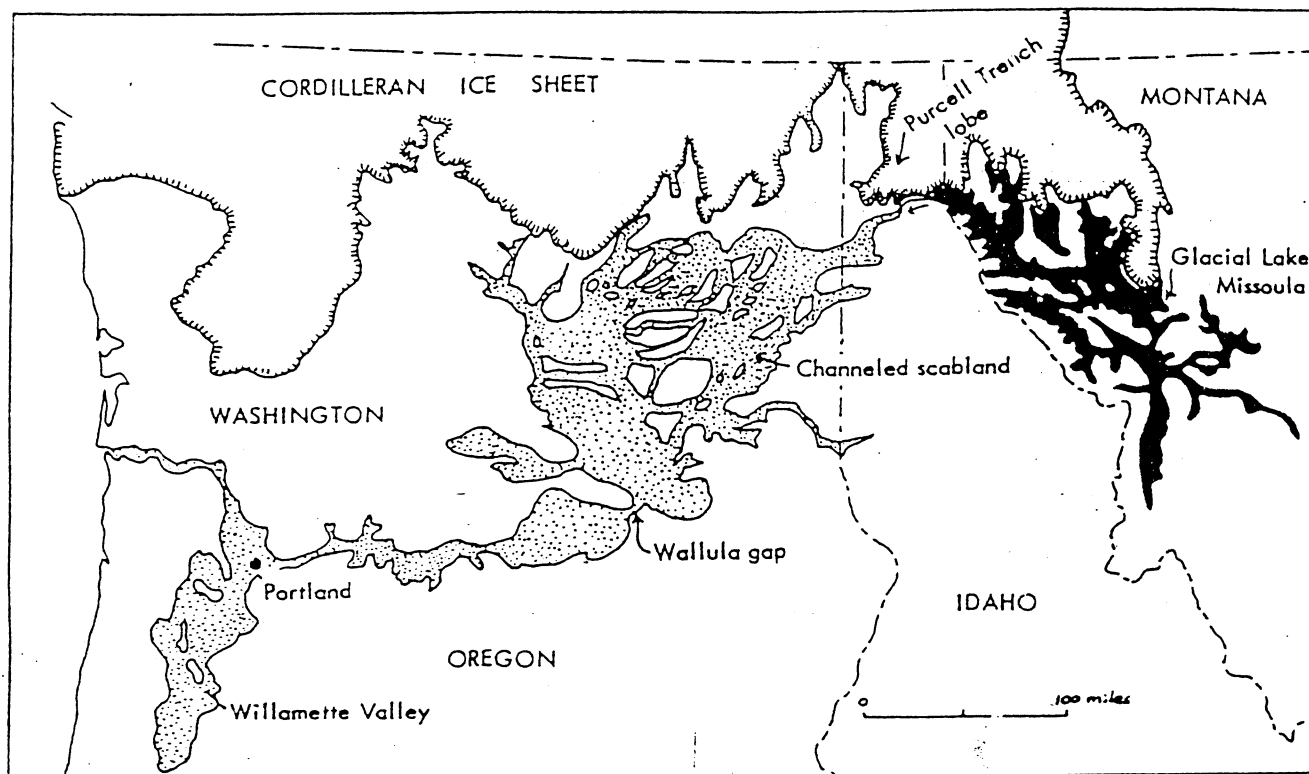 CORDILLERAN ICE SHEET
Purcell Trench
lobe
MONTANA
Glacial Lake
Missoula
Channeled scabland
WASHINGTON
Wallula gap
Portland
IDAHO
OREGON
0 100 miles
Willamette Valley